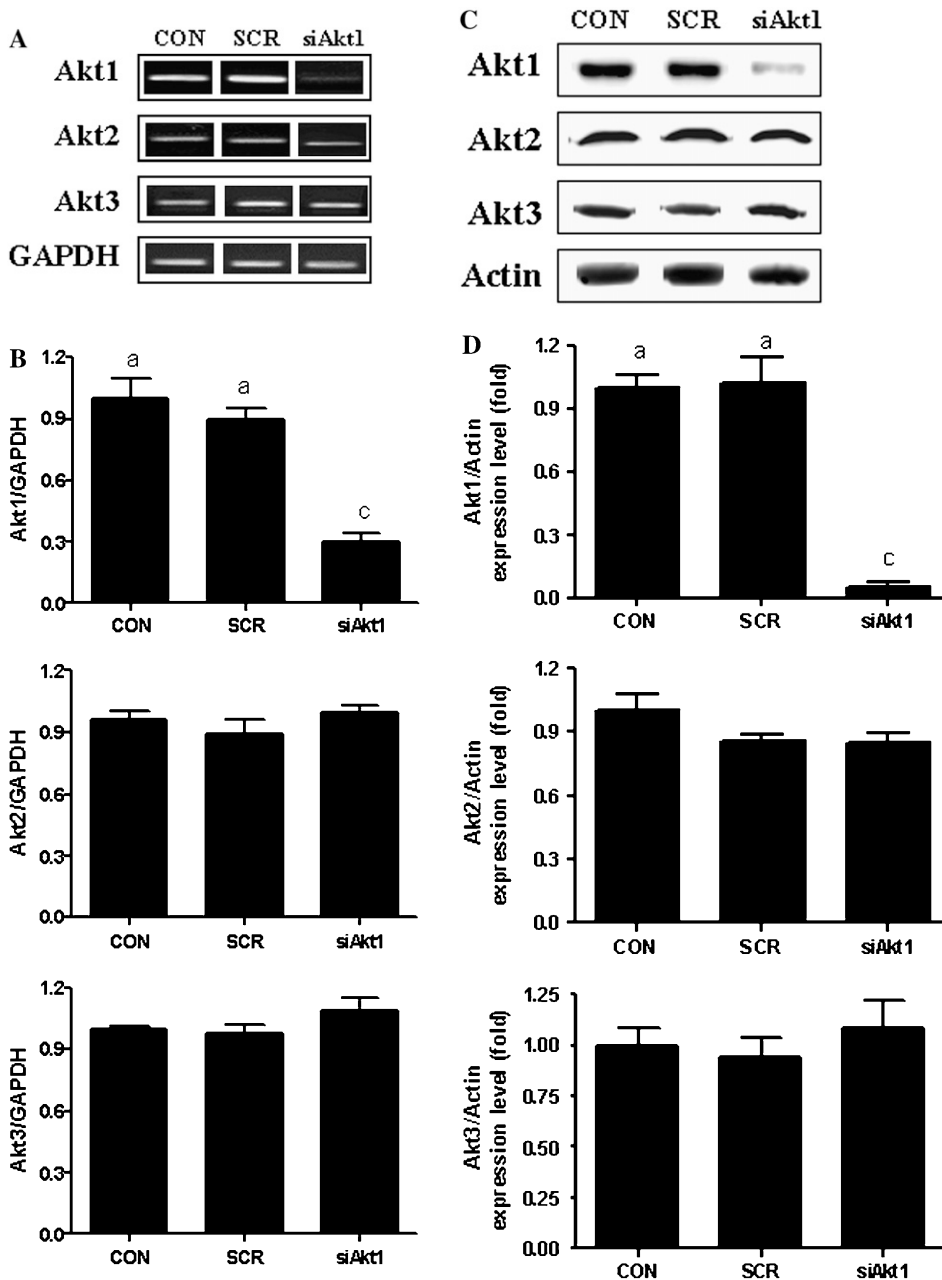 A
CON SCR siAkt1
Akt1
Akt2
Akt3
GAPDH
C
CON SCR siAkt1
Akt1
Akt2
Akt3
Actin
B
Akt1/GAPDH
1.2
0.9
0.6
0.3
0.0
a
a
c
CON SCR siAkt1
Akt2/GAPDH
1.2
0.9
0.6
0.3
0.0
CON SCR siAkt1
Akt3/GAPDH
1.2
0.9
0.6
0.3
0.0
CON SCR siAkt1
D
Akt1/Actin
expression level (fold)
1.2
0.9
0.6
0.3
0.0
a
a
c
CON SCR siAkt1
Akt2/Actin
expression level (fold)
1.2
0.9
0.6
0.3
0.0
CON SCR siAkt1
Akt3/Actin
expression level (fold)
1.25
1.00
0.75
0.50
0.25
0.00
CON SCR siAkt1